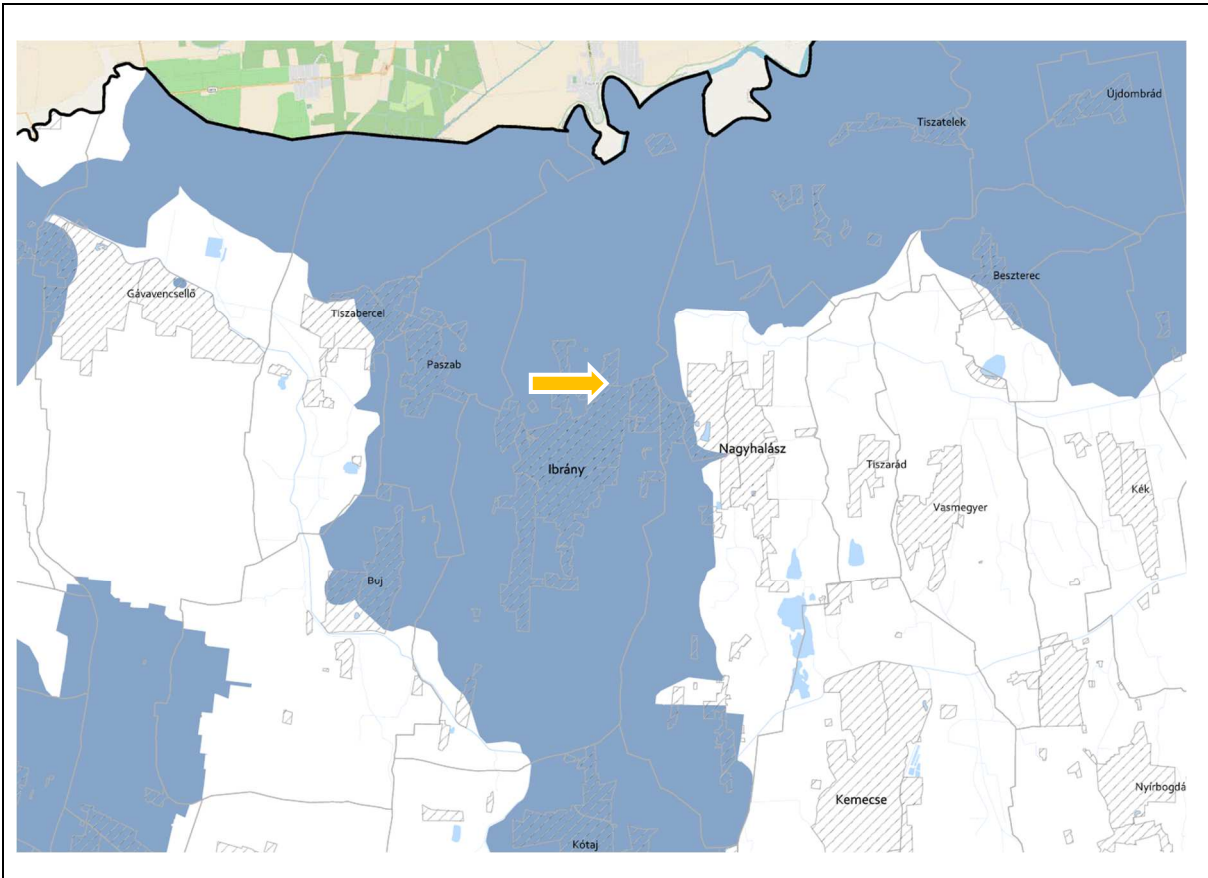 Újdombrád
Tiszatelek
Beszterec
Gávavencsellő
Tiszabercel
Paszab
Nagyhalász
Ibrány
Tiszarád
Kék
Vasmegyer
Buj
Nyírbogdá
Kemecse
Kótaj